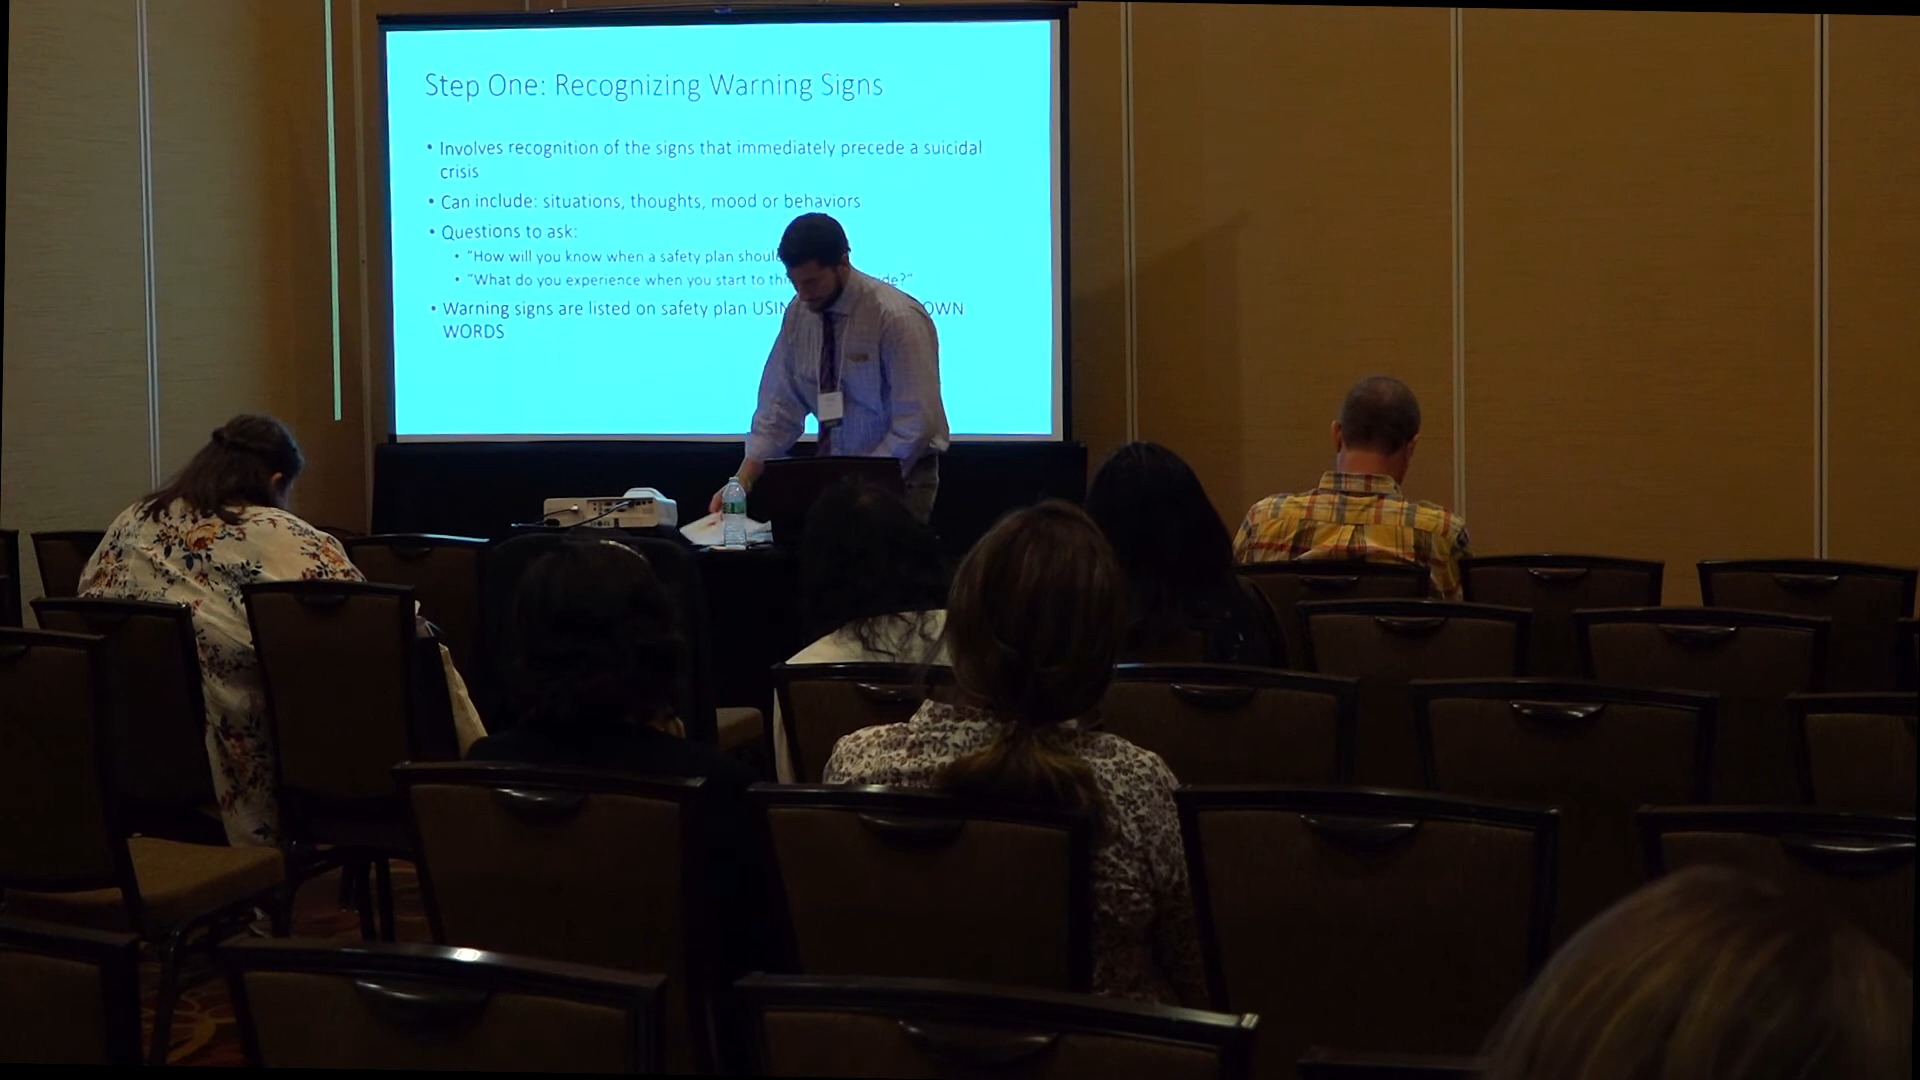 Step One: Recognizing Warning Signs
• Involves recognition of the signs that immediately precede a suicidal
crisis
• Can include: situations, thoughts, mood or behaviors
• Questions to ask:
• "How will you know when a safety plan
• "What do you experience when you start to
• Warning signs are listed on safety plan OWN
WORDS